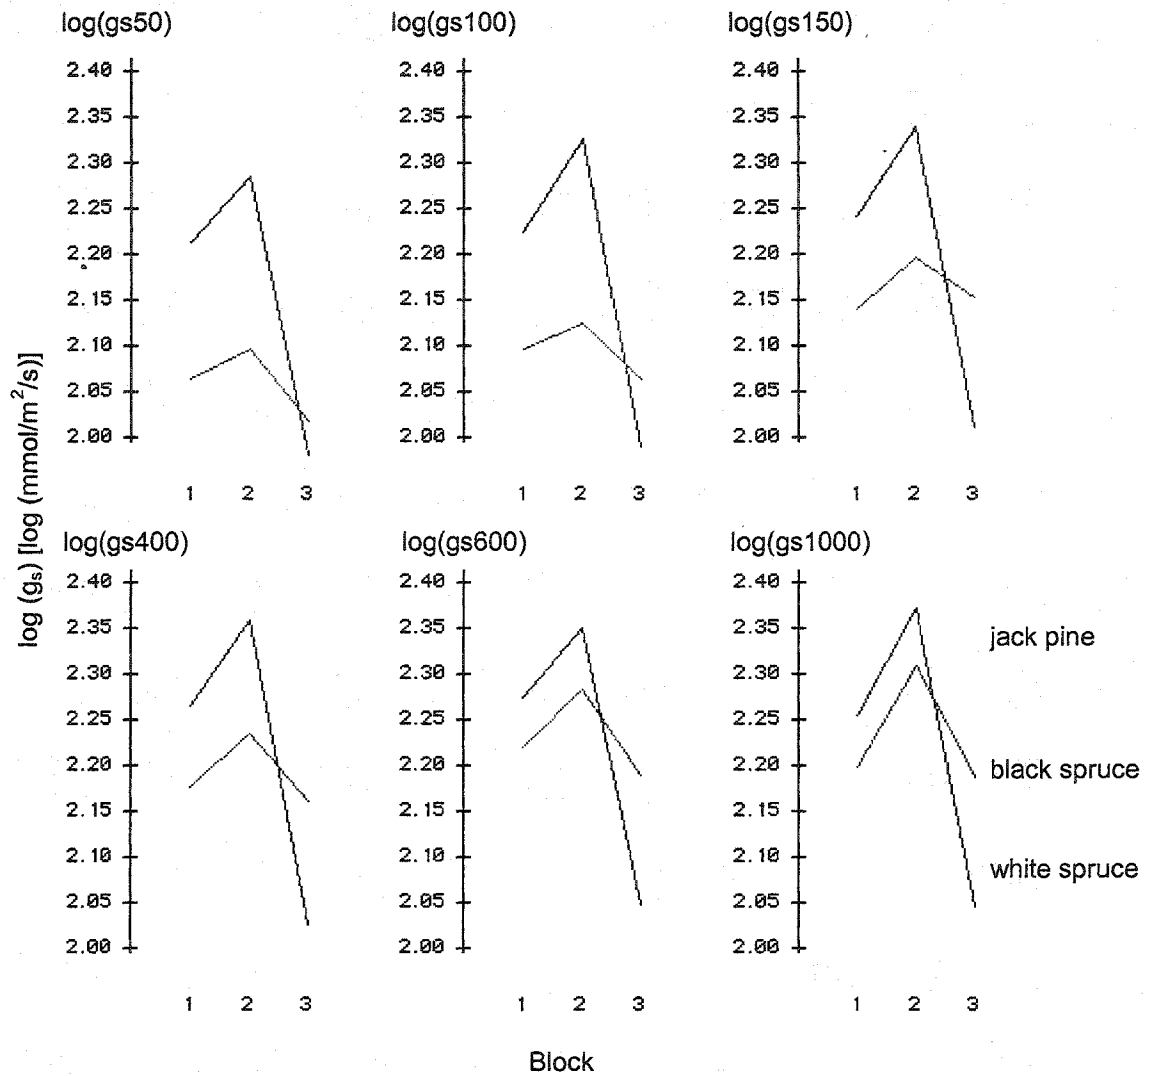 log(gs50) log(gs100) log(gs150)
2.40 2.40 2.40
2.35 2.35 2.35
2.30 2.30 2.30
2.25 2.25 2.25
2.20 2.20 2.20
2.15 2.15 2.15
2.10 2.10 2.10
2.05 2.05 2.05
2.00 2.00 2.00
1 2 3 1 2 3 1 2 3
log (gs) [log (mmol/m²/s)]
log(gs400) log(gs600) log(gs1000)
2.40 2.40 2.40
2.35 2.35 2.35 jack pine
2.30 2.30 2.30
2.25 2.25 2.25
2.20 2.20 2.20 black spruce
2.15 2.15 2.15
2.10 2.10 2.10 white spruce
2.05 2.05 2.05
2.00 2.00 2.00
1 2 3 1 2 3 1 2 3
Block